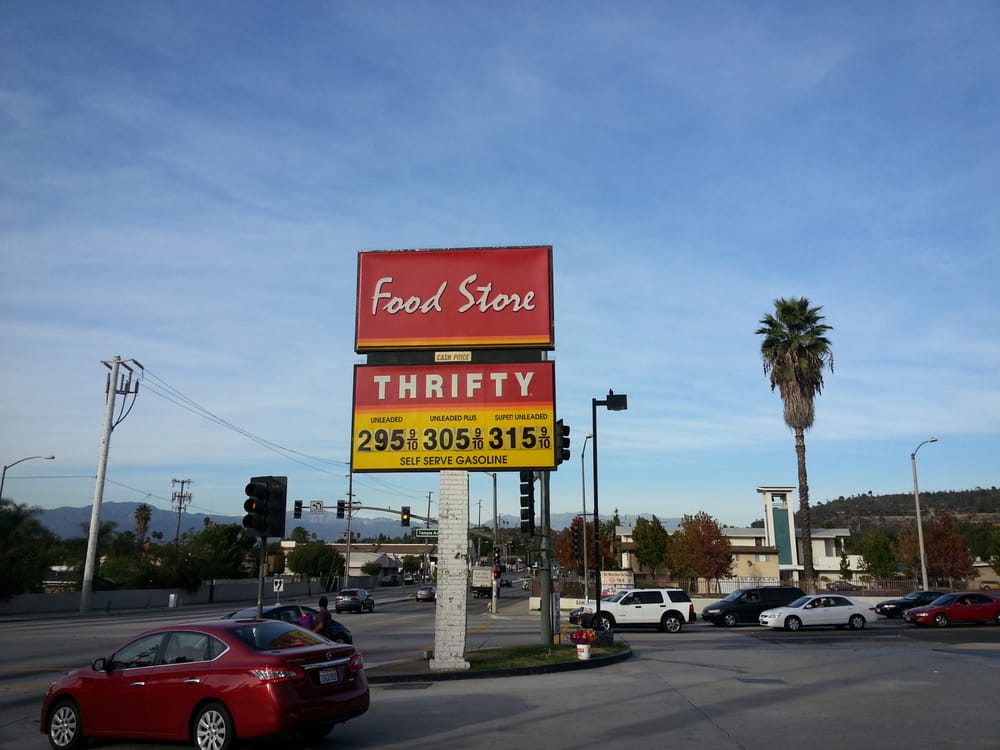 Food Store
CASH PRICE
THRIFTY
UNLEADED UNLEADED PLUS SUPER UNLEADED
295 9/10 305 9/10 315 9/10
SELF SERVE GASOLINE